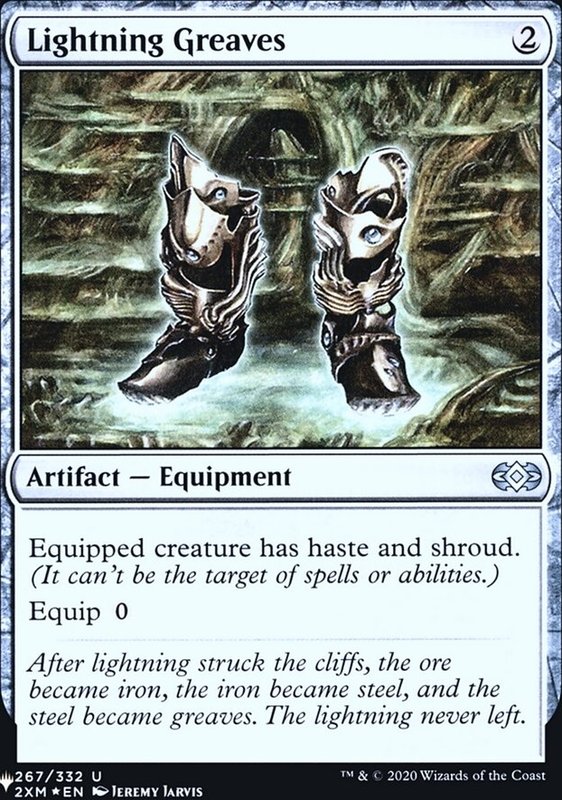 Lightning Greaves 2
Artifact — Equipment
Equipped creature has haste and shroud.
(It can't be the target of spells or abilities.)
Equip 0
After lightning struck the cliffs, the ore
became iron, the iron became steel, and the
steel became greaves. The lightning never left.
267/332 U
2XM ★ EN JEREMY JARVIS
™ & © 2020 Wizards of the Coast